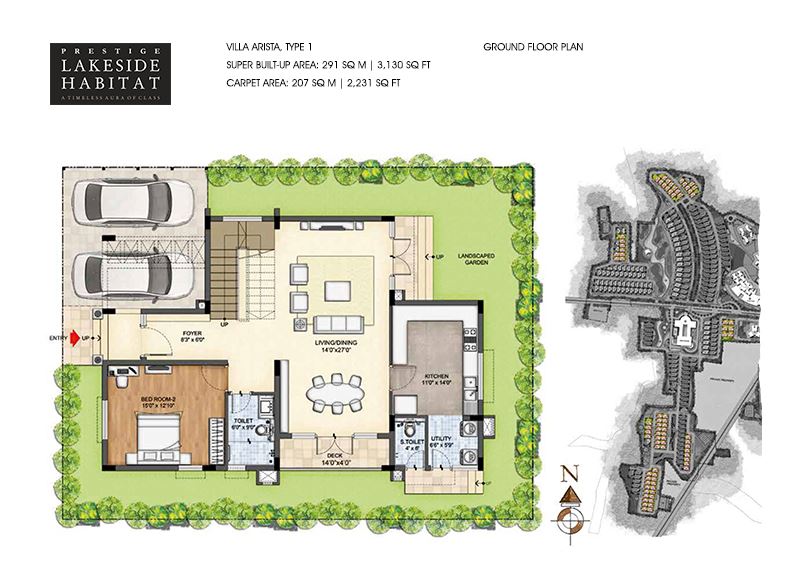 PRESTIGE
LAKESIDE
HABITAT
A TIMELESS AURA OF CLASS
VILLA ARISTA, TYPE 1
GROUND FLOOR PLAN
SUPER BUILT-UP AREA: 291 SQ M | 3,130 SQ FT
CARPET AREA: 207 SQ M | 2,231 SQ FT
UP
LANDSCAPED
GARDEN
UP
ENTRY
UP
FOYER
8'3" x 6'0"
LIVING/DINING
14'0"x27'0"
KITCHEN
11'0" x 14'0"
BED ROOM-2
15'0" x 12'10"
TOILET
6'0" x 9'0"
S.TOILET
4' x 6'
UTILITY
6'6" x 5'9"
DECK
14'0"x4'0"
UP
N